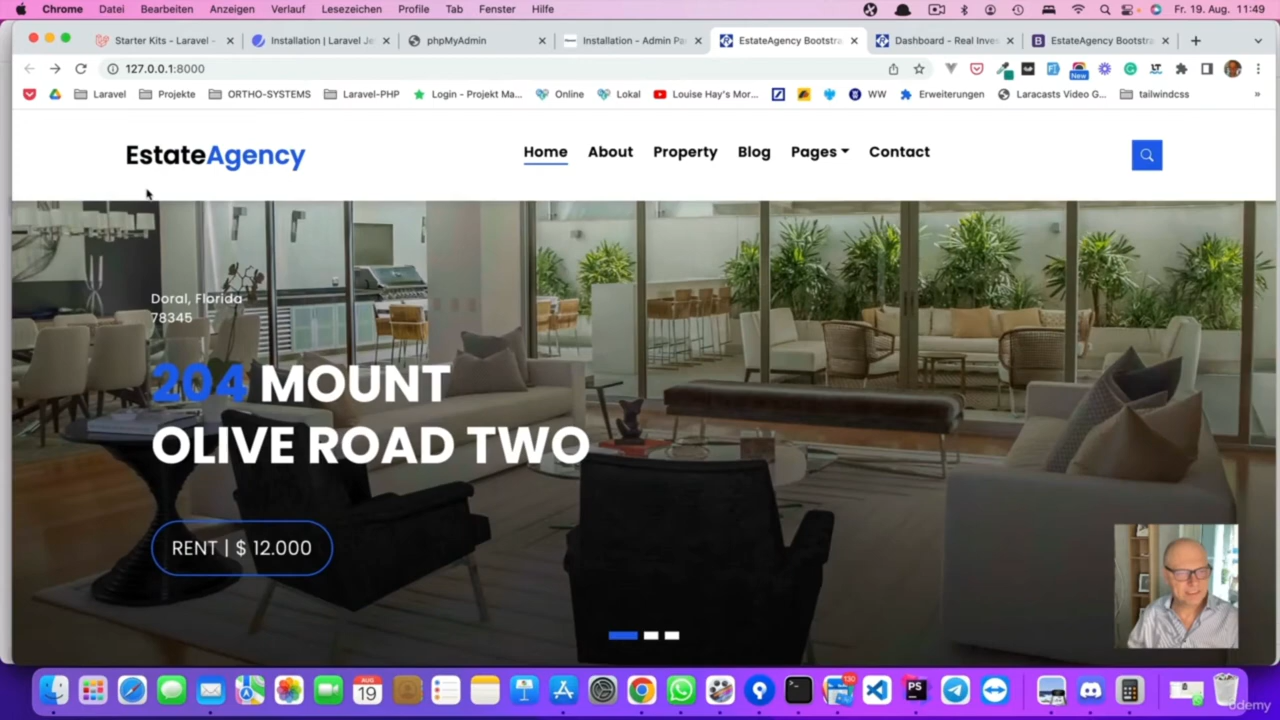 Chrome Datei Bearbeiten Anzeigen Verlauf Lesezeichen Profile Tab Fenster Hilfe Fr. 19. Aug. 11:49
Starter Kits - Laravel - Installation | Laravel Je phpMyAdmin Installation - Admin Pa EstateAgency Bootstra Dashboard - Real Inves EstateAgency Bootstra
127.0.0.1:8000 New
Laravel Projekte ORTHO-SYSTEMS Laravel-PHP Login - Projekt Ma... Online Lokal Louise Hay's Mor... WW Erweiterungen Laracasts Video G... tailwindcss »
EstateAgency
Home About Property Blog Pages Contact
Doral, Florida
78345
204 MOUNT
OLIVE ROAD TWO
RENT | $ 12.000
AUG
19
130
PS
udemy